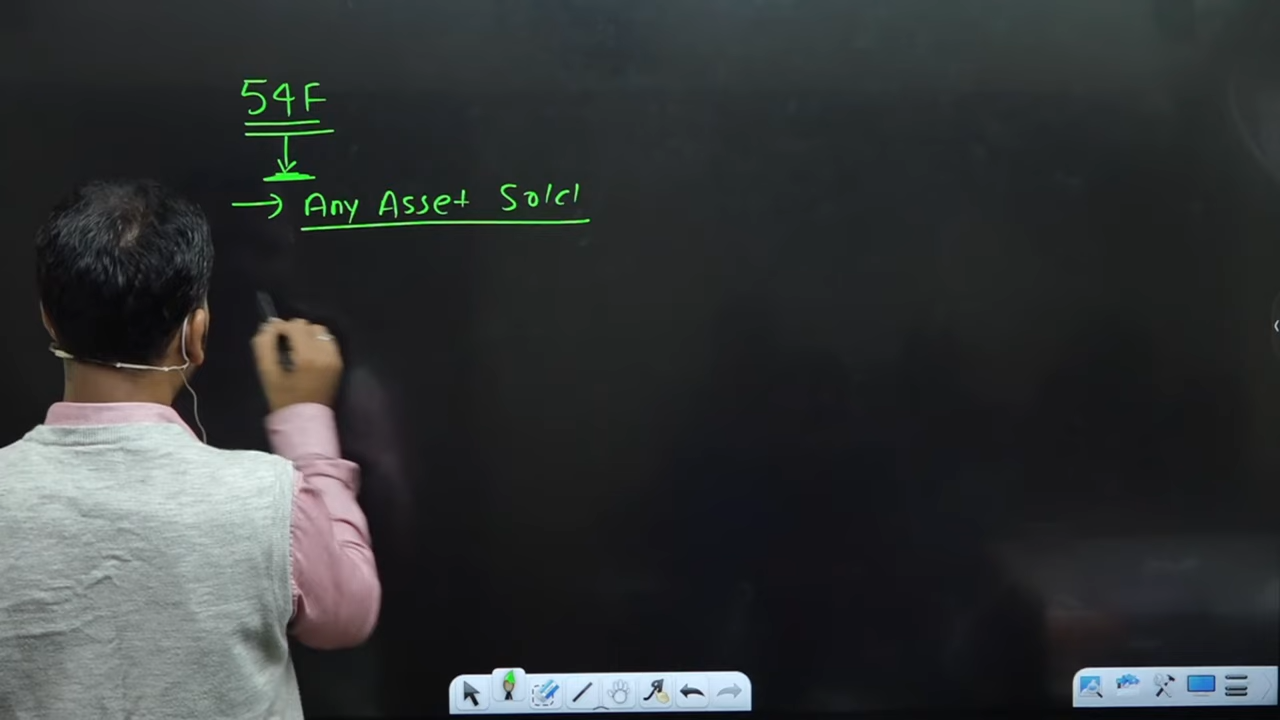 54F
→ Any Asset Sold